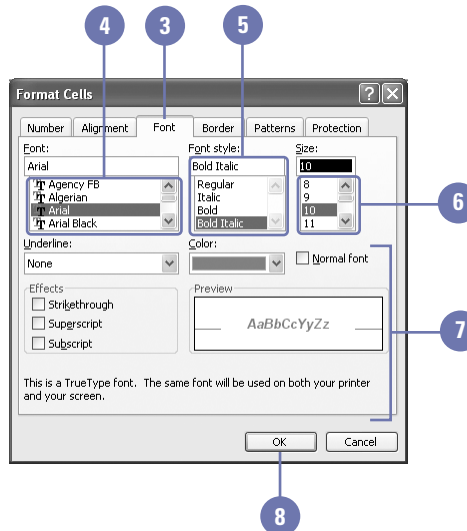 4 3 5
Format Cells
Number Alignment Font Border Patterns Protection
Font: Font style: Size:
Arial Bold Italic 10
Agency FB Regular 8
Algerian Italic 9
Arial Bold 10
Arial Black Bold Italic 11
6
Underline: Color:
None Normal font
Effects Preview
Strikethrough
Superscript AaBbCcYyZz
Subscript
7
This is a TrueType font. The same font will be used on both your printer
and your screen.
OK Cancel
8